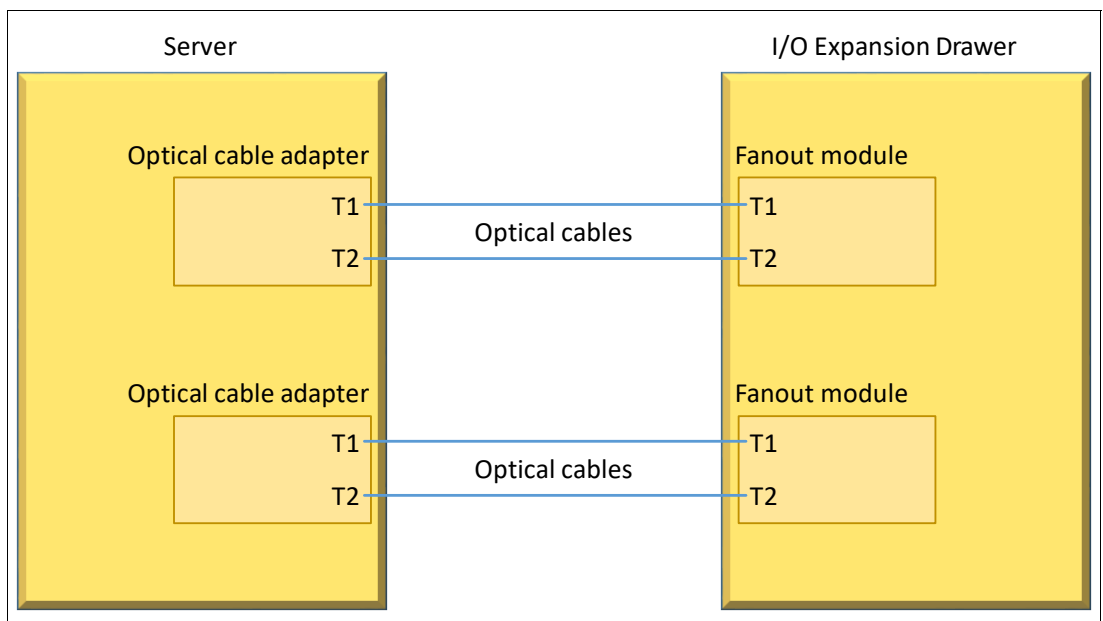 Server
I/O Expansion Drawer
Optical cable adapter
Fanout module
T1
T1
Optical cables
T2
T2
Optical cable adapter
Fanout module
T1
T1
Optical cables
T2
T2